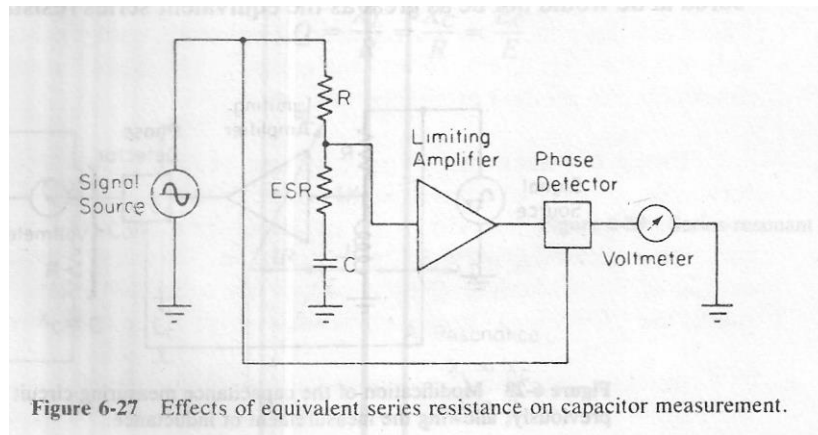 R
Limiting
Amplifier
Phase
Detector
Signal
Source
ESR
C
Voltmeter
Figure 6-27 Effects of equivalent series resistance on capacitor measurement.